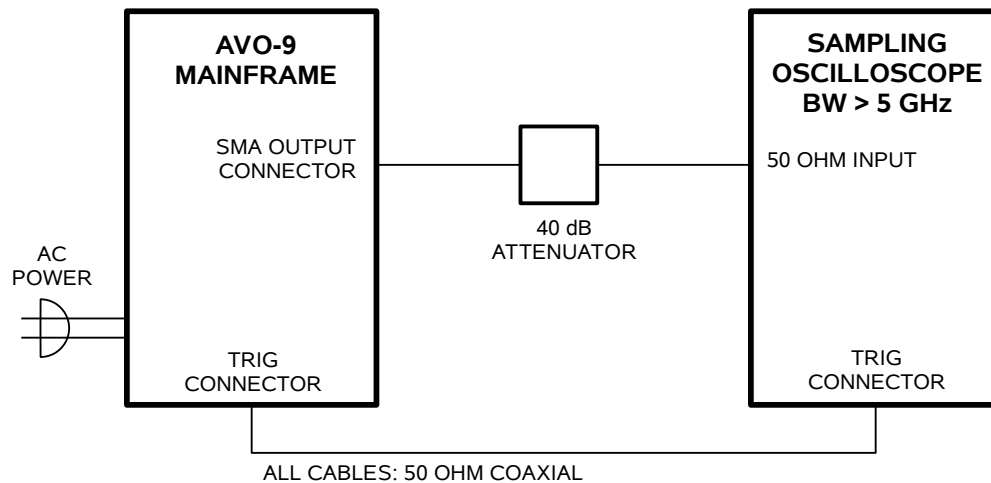 AVO-9
MAINFRAME
SMA OUTPUT
CONNECTOR
TRIG
CONNECTOR
AC
POWER
40 dB
ATTENUATOR
SAMPLING
OSCILLOSCOPE
BW > 5 GHz
50 OHM INPUT
TRIG
CONNECTOR
ALL CABLES: 50 OHM COAXIAL